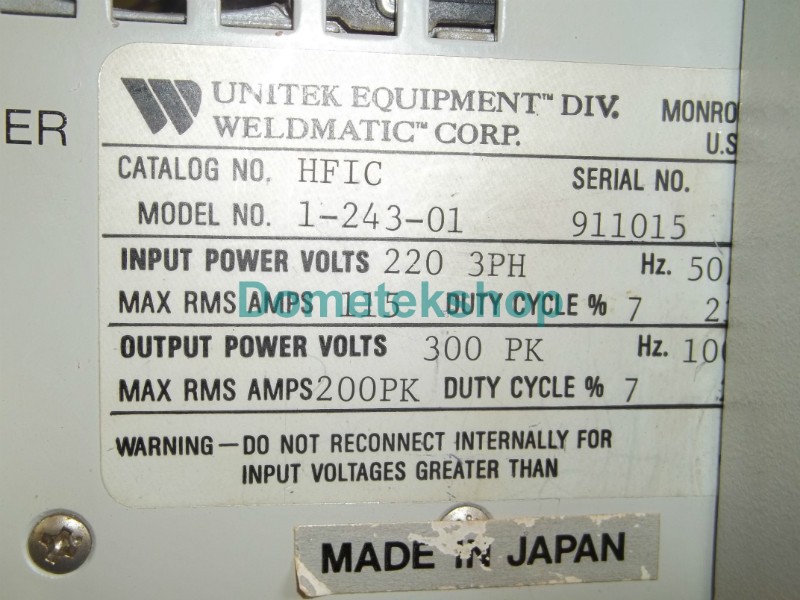 ER
UNITEK EQUIPMENT™ DIV.
WELDMATIC™ CORP.
MONRO
U.S
CATALOG NO. HFIC
SERIAL NO.
MODEL NO. 1-243-01
911015
INPUT POWER VOLTS 220 3PH Hz. 50
MAX RMS AMPS 115 DUTY CYCLE % 7 2
Dometekshop
OUTPUT POWER VOLTS 300 PK Hz. 10
MAX RMS AMPS 200PK DUTY CYCLE % 7
WARNING — DO NOT RECONNECT INTERNALLY FOR
INPUT VOLTAGES GREATER THAN
MADE IN JAPAN